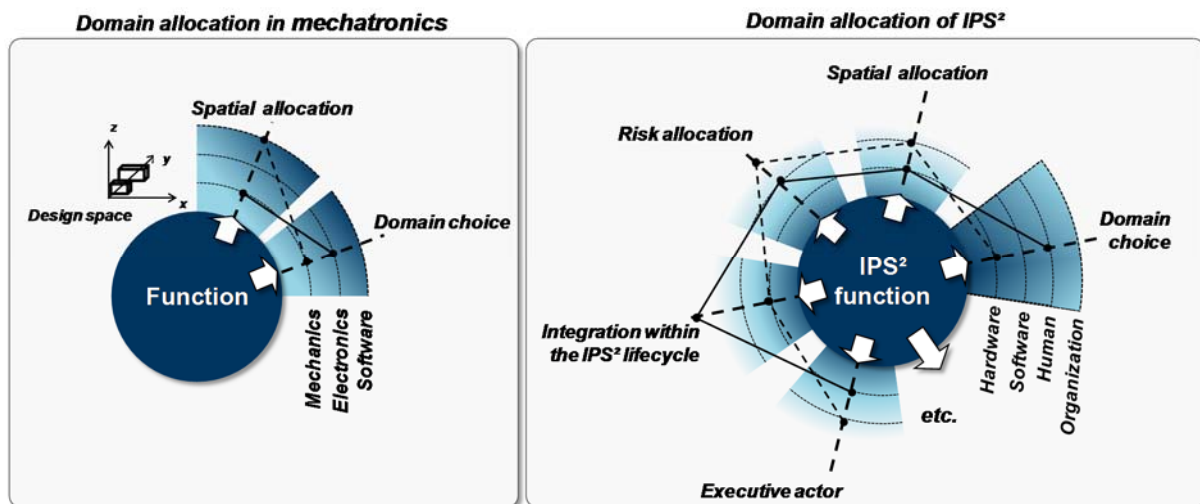 Domain allocation in mechatronics
Spatial allocation
z
y
x
Design space
Domain choice
Function
Mechanics
Electronics
Software
Domain allocation of IPS²
Spatial allocation
Risk allocation
Domain
choice
IPS²
function
Integration within
the IPS² lifecycle
Hardware
Software
Human
Organization
etc.
Executive actor